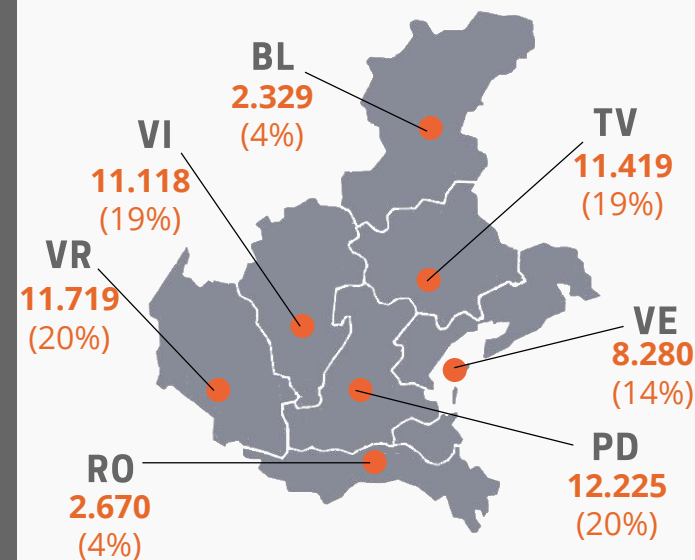 BL
2.329
(4%)
TV
11.419
(19%)
VI
11.118
(19%)
VR
11.719
(20%)
VE
8.280
(14%)
PD
12.225
(20%)
RO
2.670
(4%)